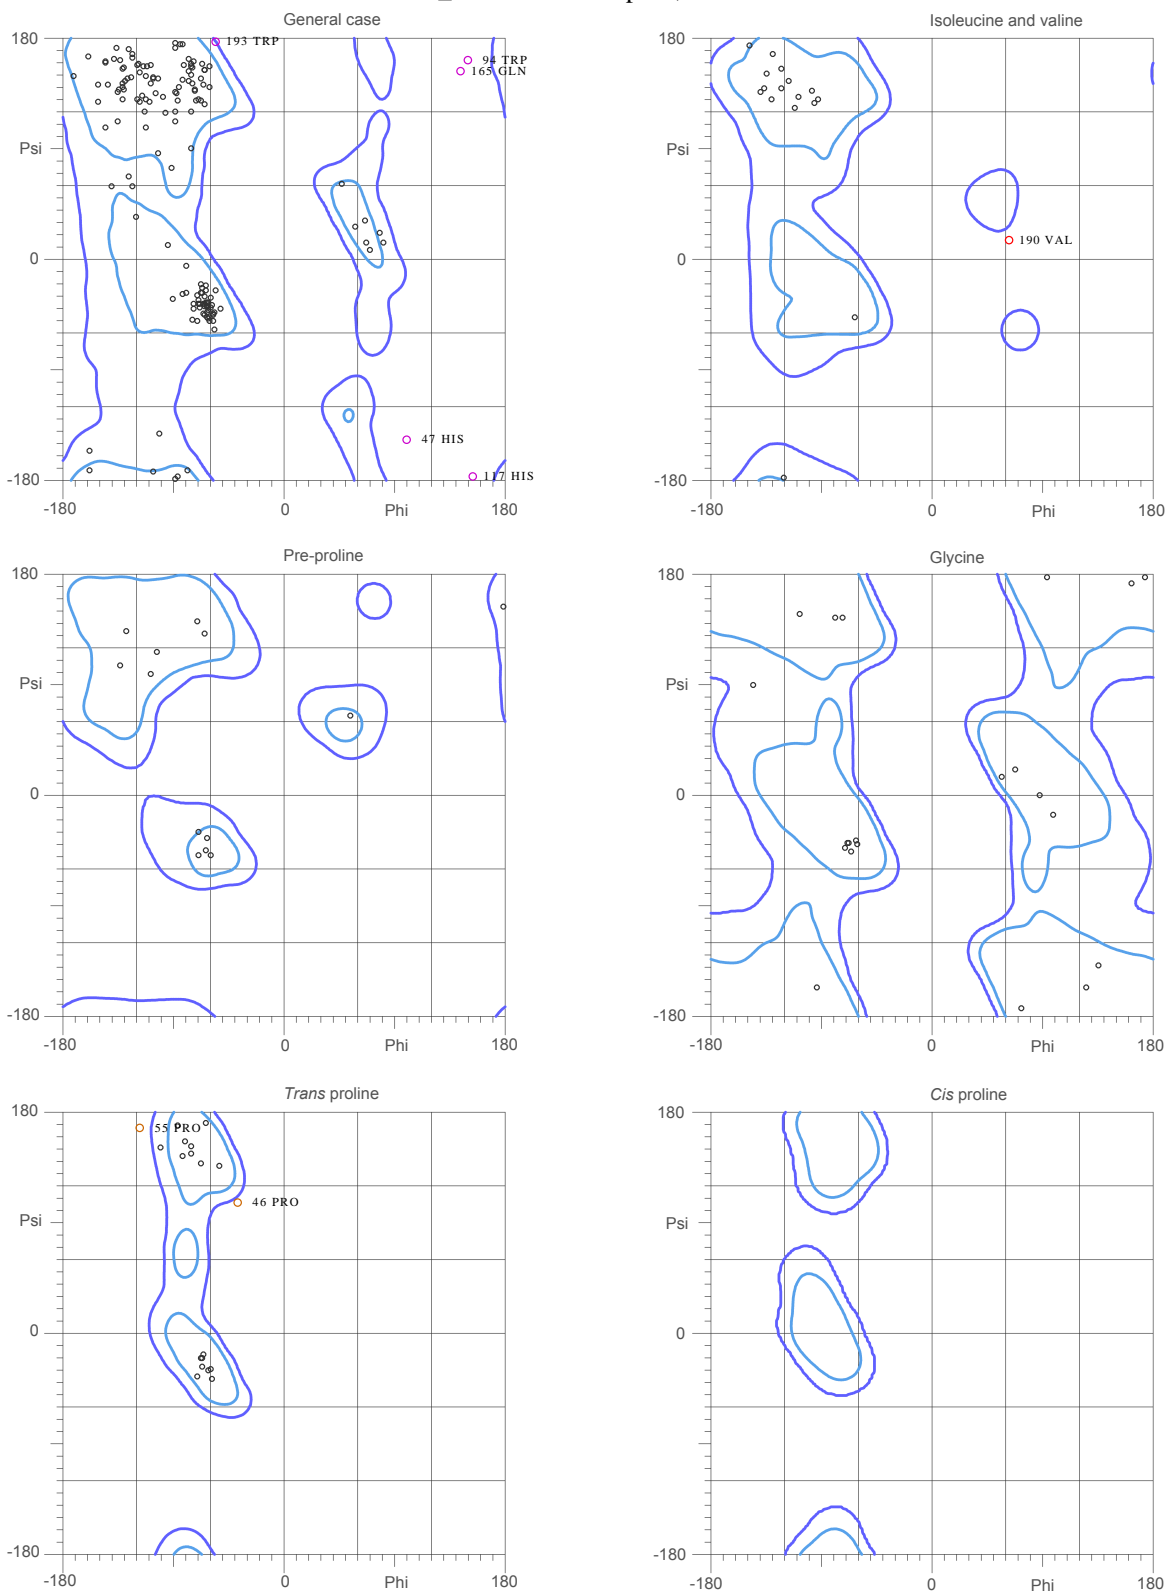 General case
180
193 TRP
94 TRP
165 GLN
Psi
0
47 HIS
117 HIS
-180
-180
0
Phi
180
Isoleucine and valine
180
Psi
190 VAL
0
-180
-180
0
Phi
180
Pre-proline
180
Psi
0
-180
-180
0
Phi
180
Glycine
180
Psi
0
-180
-180
0
Phi
180
Trans proline
180
55 PRO
46 PRO
Psi
0
-180
-180
0
Phi
180
Cis proline
180
Psi
0
-180
-180
0
Phi
180